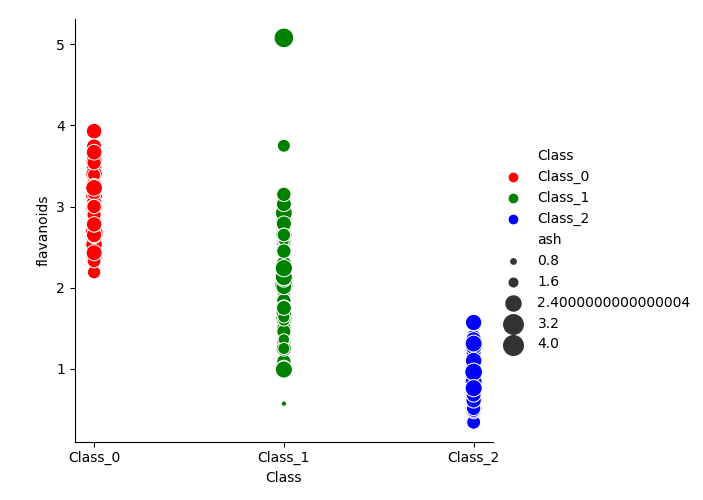 5
4
3
2
1
flavanoids
Class_0
Class_1
Class_2
Class
Class
Class_0
Class_1
Class_2
ash
0.8
1.6
2.4000000000000004
3.2
4.0